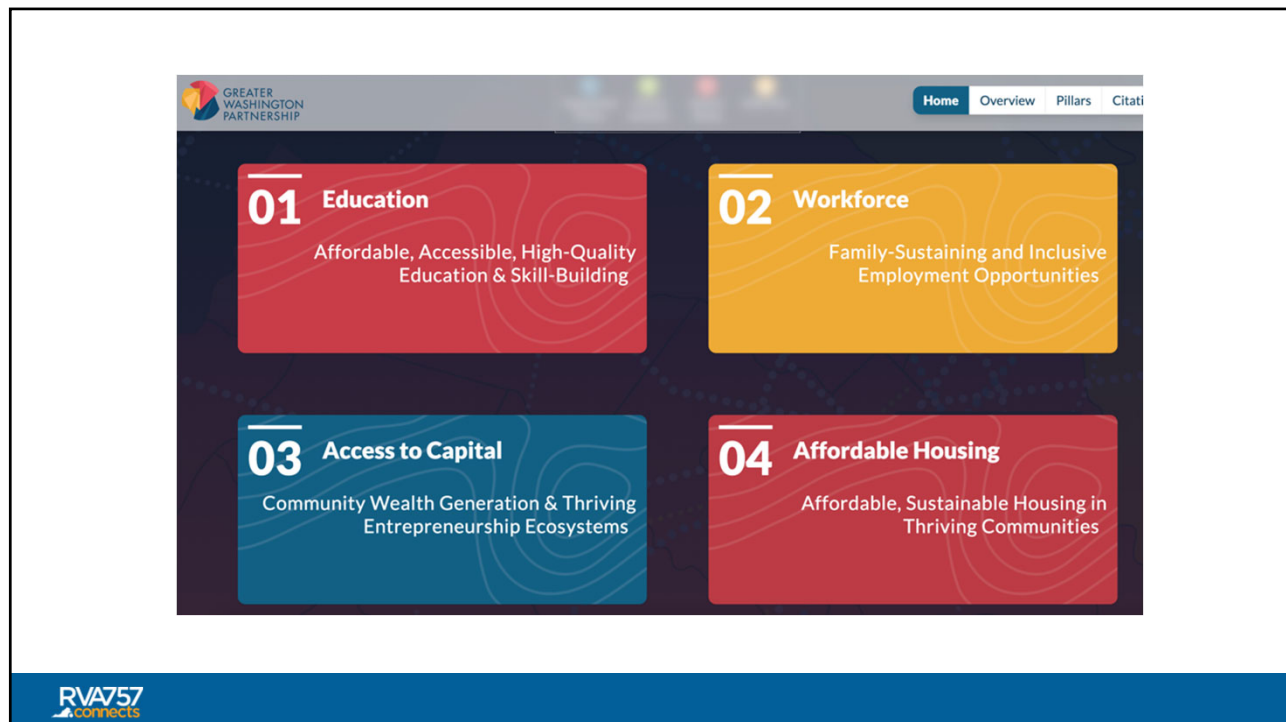 GREATER
WASHINGTON
PARTNERSHIP
Home Overview Pillars Citati
01 Education
Affordable, Accessible, High-Quality
Education & Skill-Building
02 Workforce
Family-Sustaining and Inclusive
Employment Opportunities
03 Access to Capital
Community Wealth Generation & Thriving
Entrepreneurship Ecosystems
04 Affordable Housing
Affordable, Sustainable Housing in
Thriving Communities
RVA757
connects